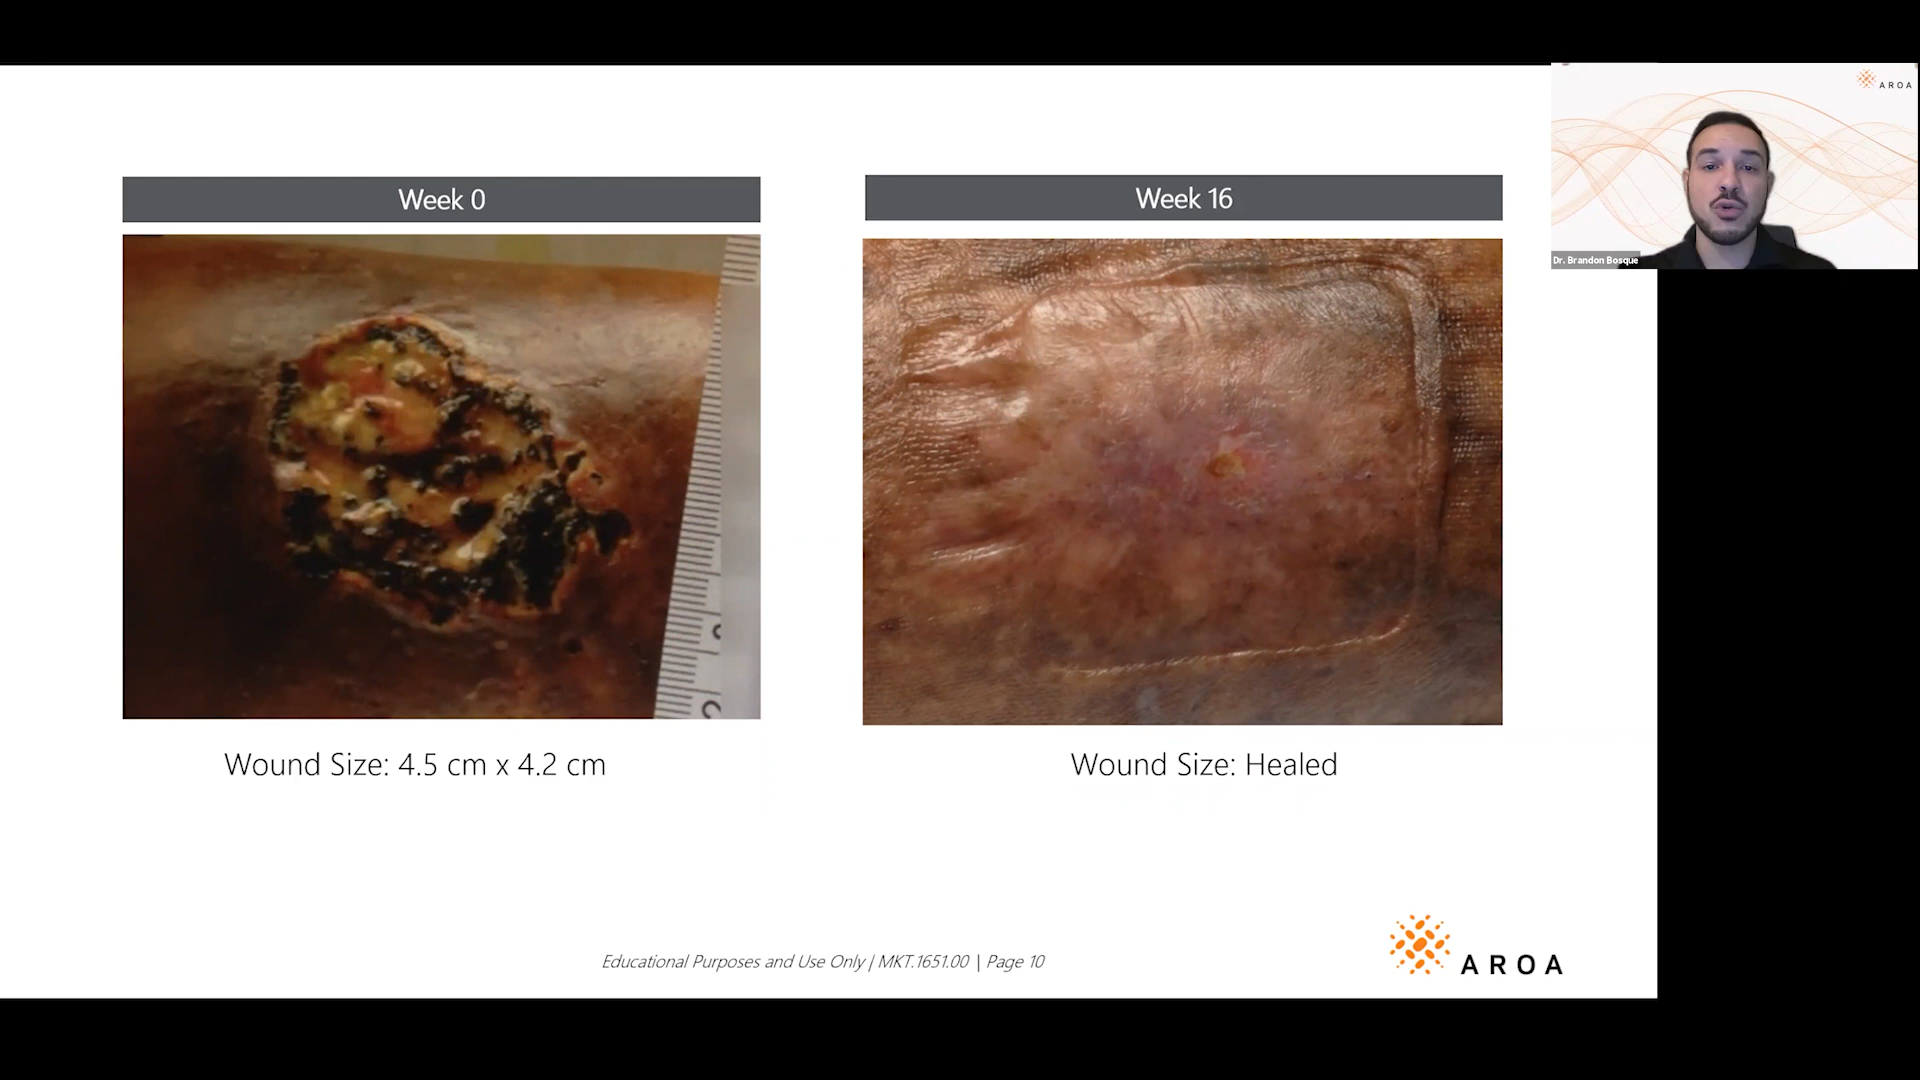 Week 0
Week 16
AROA
Dr. Brandon Bosque
Wound Size: 4.5 cm x 4.2 cm
Wound Size: Healed
Educational Purposes and Use Only | MKT.1651.00 | Page 10
AROA